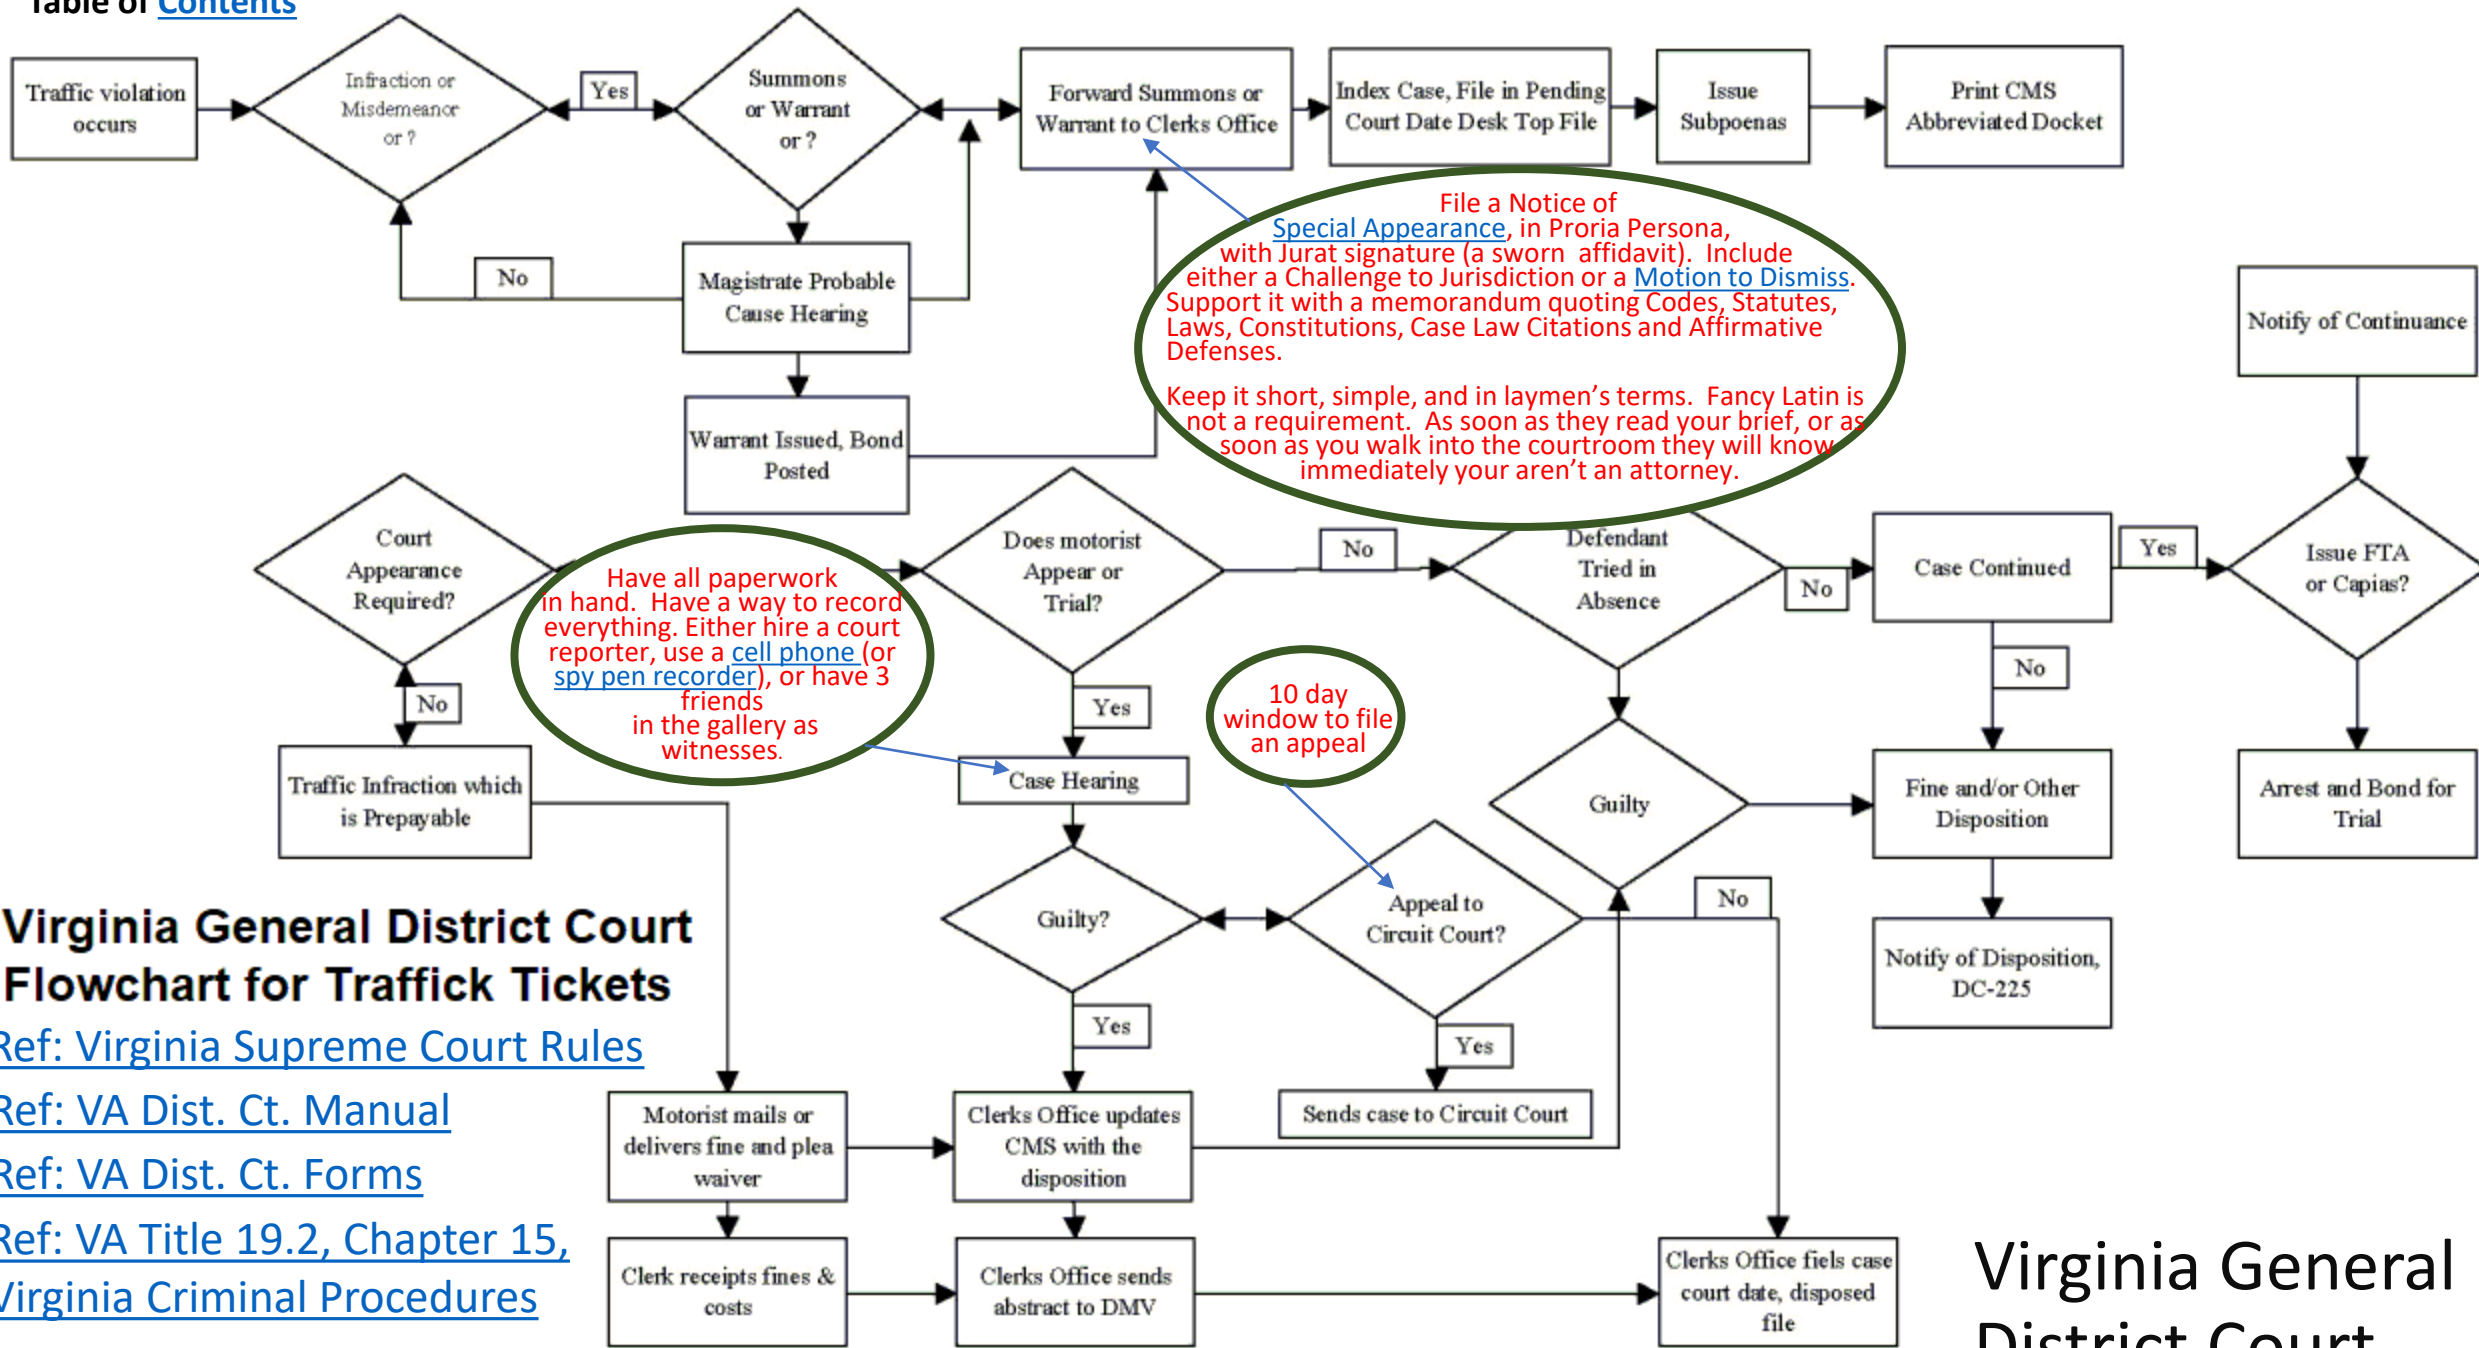 Table of Contents
Traffic violation
occurs
Infraction or
Misdemeanor
or ?
Yes
Summons
or Warrant
or ?
Forward Summons or
Warrant to Clerks Office
Index Case, File in Pending
Court Date Desk Top File
Issue
Subpoenas
Print CMS
Abbreviated Docket
No
Magistrate Probable
Cause Hearing
Warrant Issued, Bond
Posted
File a Notice of
Special Appearance, in Proria Persona,
with Jurat signature (a sworn affidavit). Include
either a Challenge to Jurisdiction or a Motion to Dismiss.
Support it with a memorandum quoting Codes, Statutes,
Laws, Constitutions, Case Law Citations and Affirmative
Defenses.
Keep it short, simple, and in laymen’s terms. Fancy Latin is
not a requirement. As soon as they read your brief, or as
soon as you walk into the courtroom they will know
immediately your aren’t an attorney.
Notify of Continuance
Court
Appearance
Required?
Have all paperwork
in hand. Have a way to record
everything. Either hire a court
reporter, use a cell phone (or
spy pen recorder), or have 3
friends
in the gallery as
witnesses.
Does motorist
Appear or
Trial?
No
Defendant
Tried in
Absence
No
Case Continued
Yes
Issue FTA
or Capias?
No
Yes
10 day
window to file
an appeal
No
Traffic Infraction which
is Prepayable
Case Hearing
Guilty
Fine and/or Other
Disposition
Arrest and Bond for
Trial
Guilty?
Appeal to
Circuit Court?
No
Notify of Disposition,
DC-225
Virginia General District Court
Flowchart for Traffick Tickets
Ref: Virginia Supreme Court Rules
Ref: VA Dist. Ct. Manual
Ref: VA Dist. Ct. Forms
Ref: VA Title 19.2, Chapter 15,
Virginia Criminal Procedures
Yes
Yes
Motorist mails or
delivers fine and plea
waiver
Clerks Office updates
CMS with the
disposition
Sends case to Circuit Court
Clerk receipts fines &
costs
Clerks Office sends
abstract to DMV
Clerks Office fiels case
court date, disposed
file
Virginia General
District Court